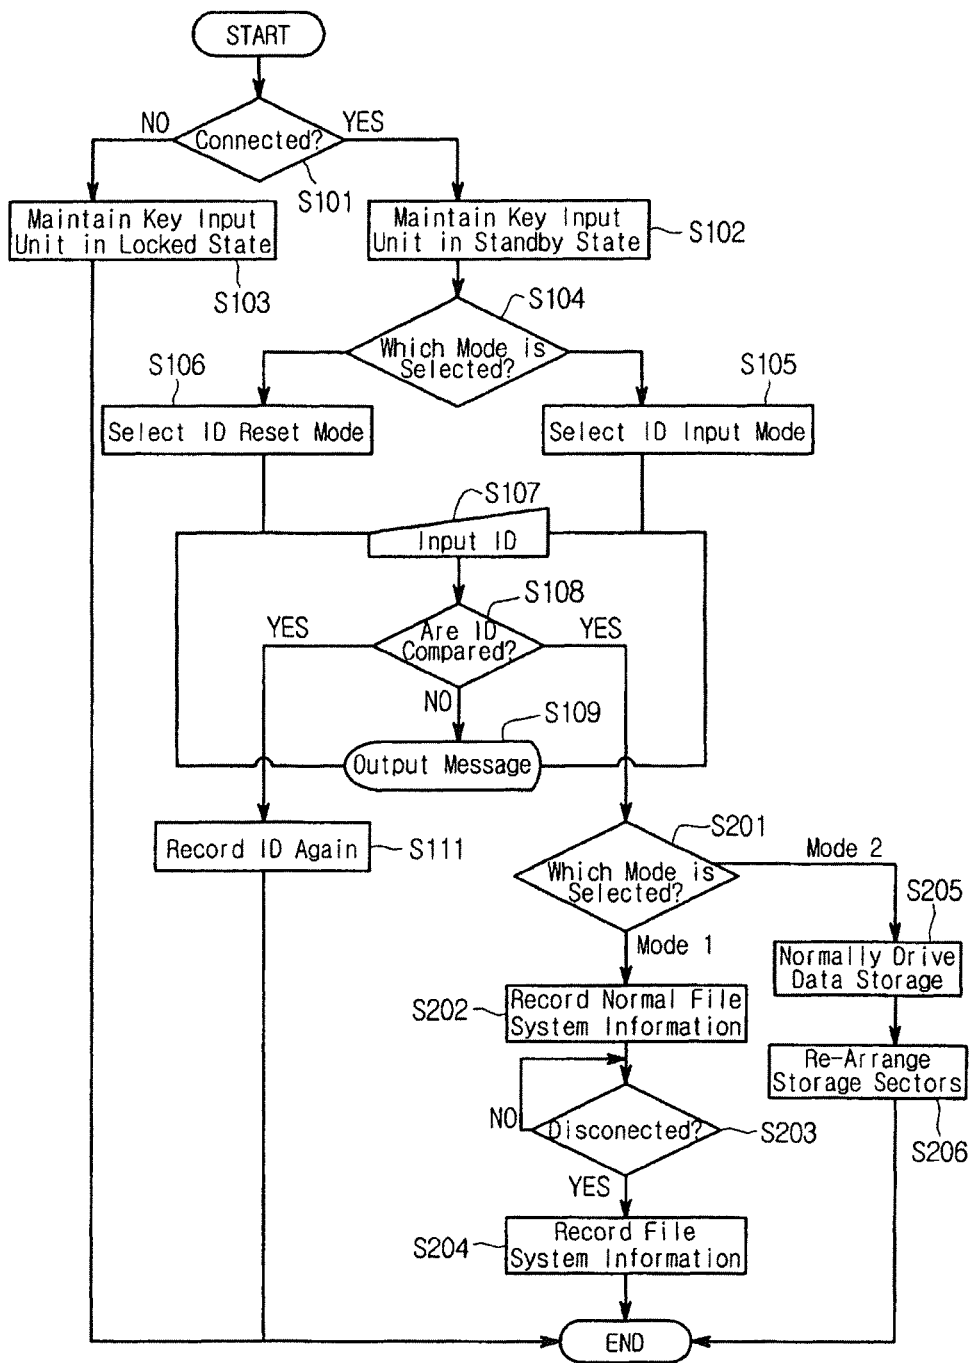 START
NO
YES
Connected?
S101
Maintain Key Input
Unit in Locked State
Maintain Key Input
Unit in Standby State
S102
S103
S104
Which Mode is
Selected?
S106
S105
Select ID Reset Mode
Select ID Input Mode
S107
Input ID
S108
YES
YES
Are ID
Compared?
NO
S109
Output Message
Record ID Again
S111
S201
Mode 2
Which Mode is
Selected?
S205
Mode 1
Normally Drive
Data Storage
S202
Record Normal File
System Information
Re-Arrange
Storage Sectors
NO
Disconected?
S203
S206
YES
S204
Record File
System Information
END